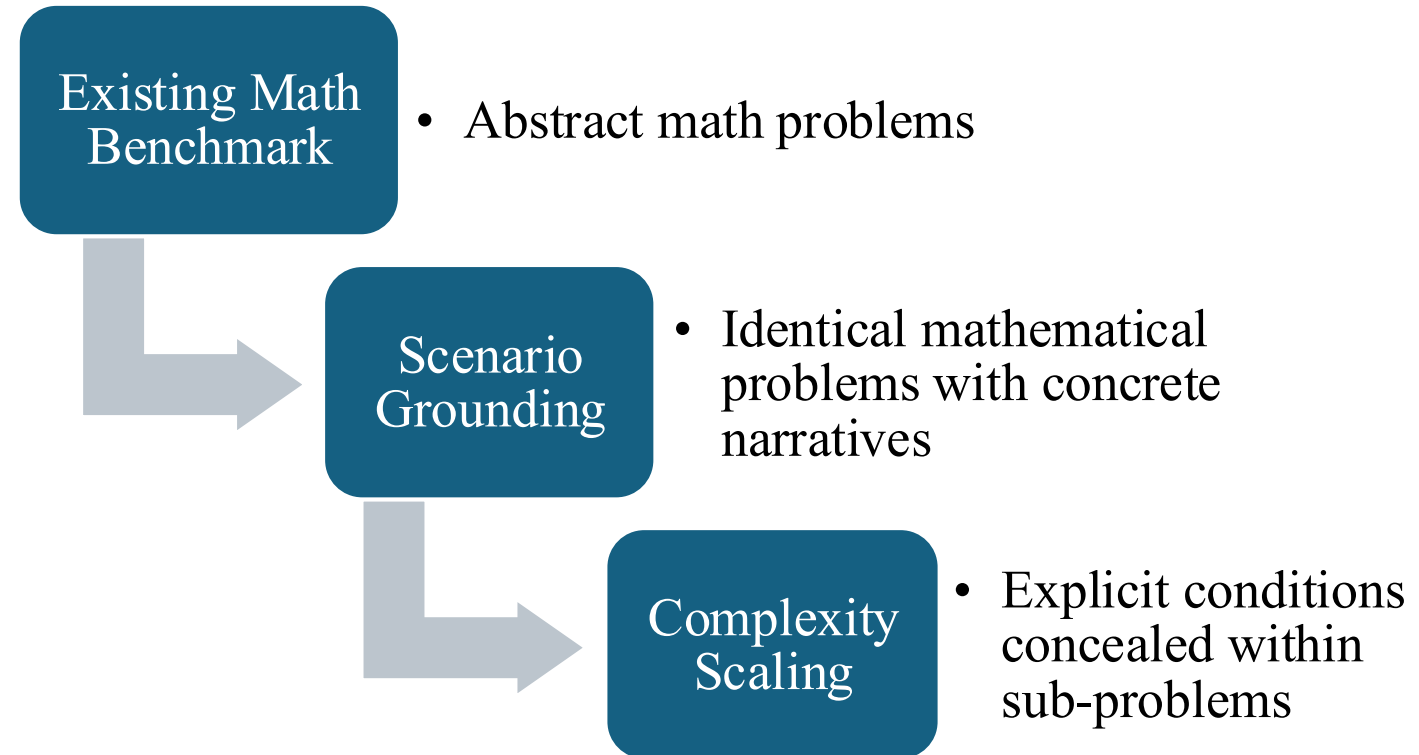 Existing Math
Benchmark
• Abstract math problems
Scenario
Grounding
• Identical mathematical
problems with concrete
narratives
Complexity
Scaling
• Explicit conditions
concealed within
sub-problems